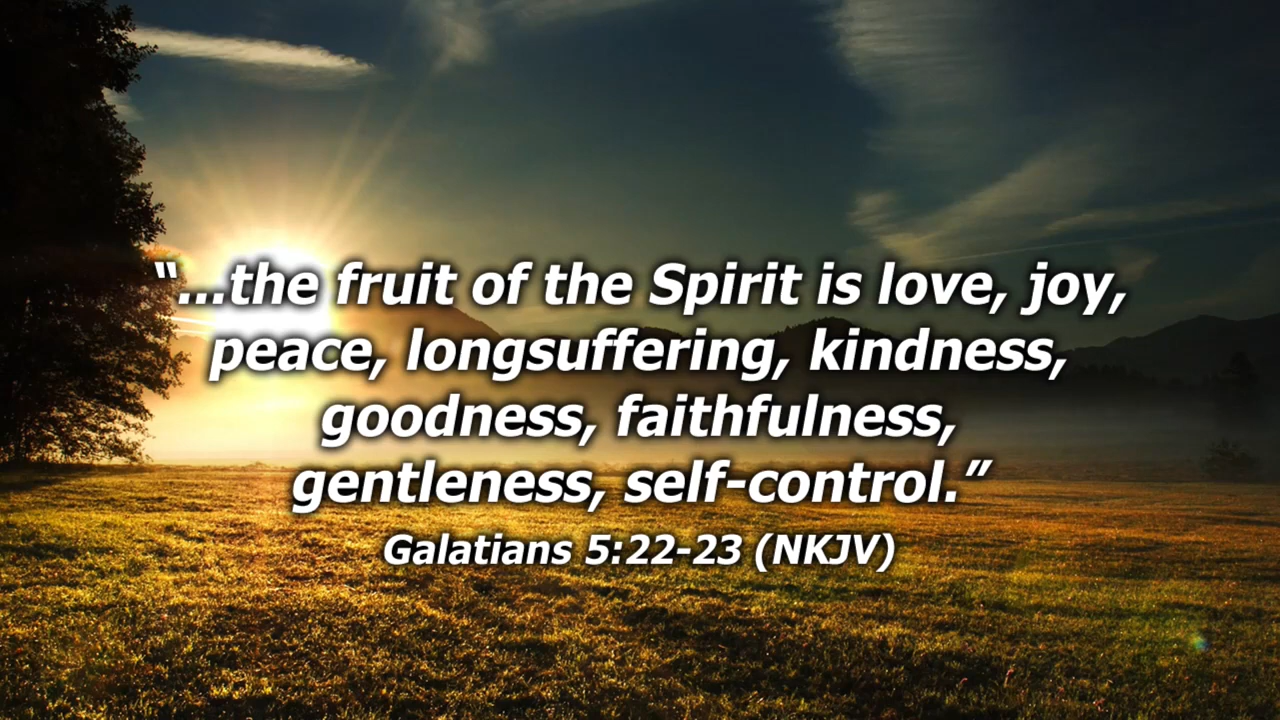 “...the fruit of the Spirit is love, joy,
peace, longsuffering, kindness,
goodness, faithfulness,
gentleness, self-control.”
Galatians 5:22-23 (NKJV)